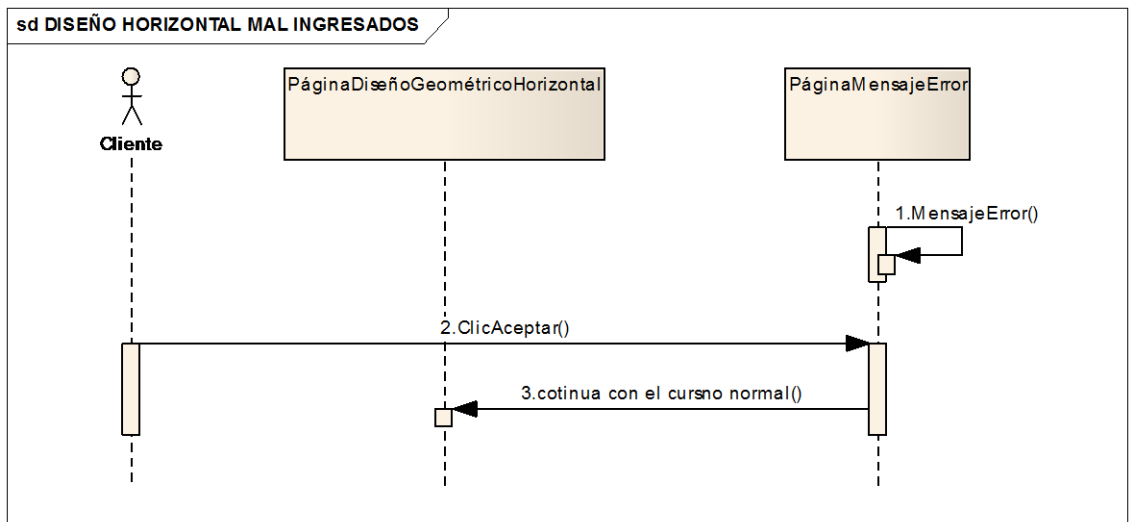 sd DISEÑO HORIZONTAL MAL INGRESADOS
Cliente
PáginaDiseñoGeométricoHorizontal
PáginaMensajeError
1.MensajeError()
2.ClicAceptar()
3.cotinua con el cursno normal()